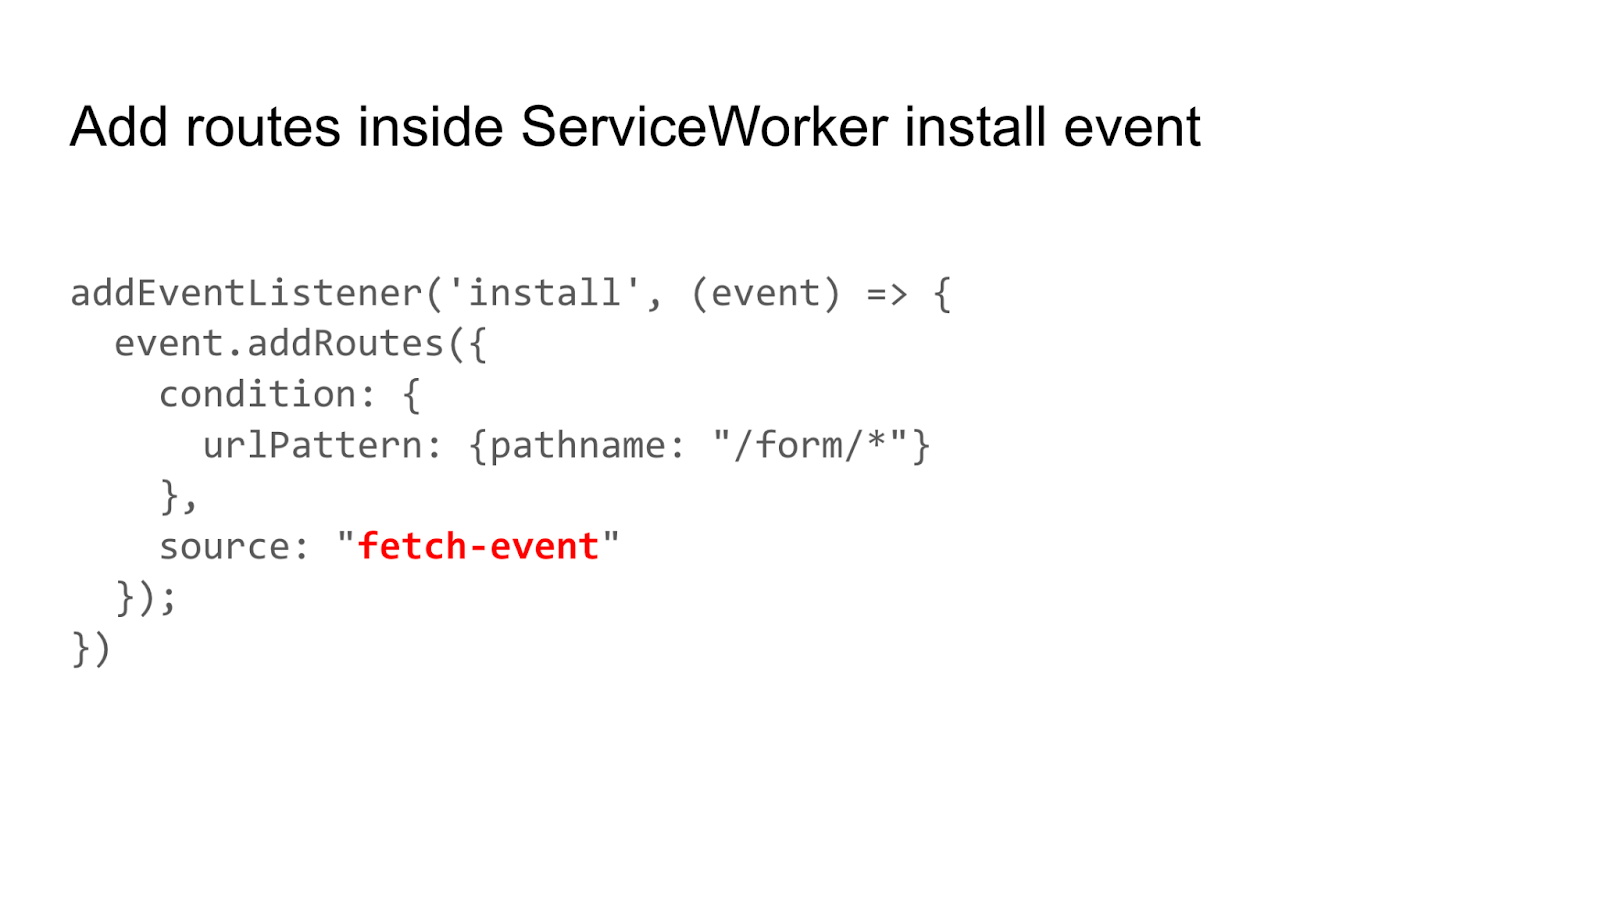 Add routes inside ServiceWorker install event
addEventListener('install', (event) => {
  event.addRoutes({
    condition: {
      urlPattern: {pathname: "/form/*"}
    },
    source: "fetch-event"
  });
})